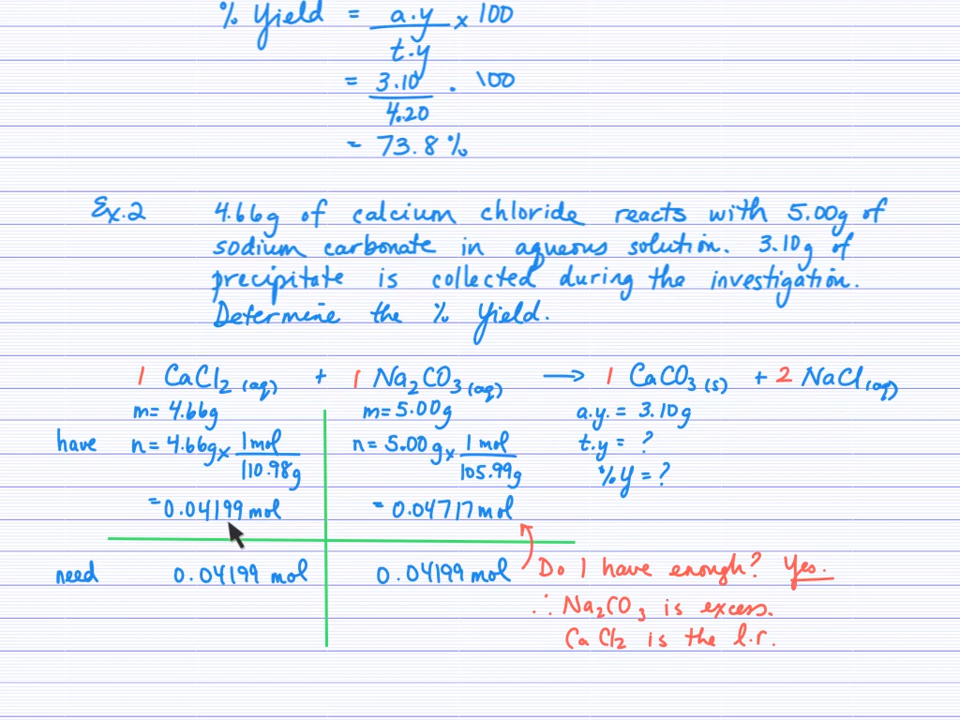 % Yield = a.y / t.y x 100
= 3.10 / 4.20 . 100
= 73.8 %
Ex.2 4.66g of calcium chloride reacts with 5.00g of
sodium carbonate in aqueous solution. 3.10g of
precipitate is collected during the investigation.
Determine the % Yield.
1 CaCl2 (aq) + 1 Na2CO3 (aq) → 1 CaCO3 (s) + 2 NaCl (aq)
m= 4.66g m= 5.00g a.y. = 3.10g
have n= 4.66g x 1mol / 110.98g n= 5.00g x 1 mol / 105.99g t.y = ?
%Y = ?
= 0.04199 mol = 0.04717 mol
need 0.04199 mol 0.04199 mol Do I have enough? Yes.
∴ Na2CO3 is excess.
CaCl2 is the l.r.